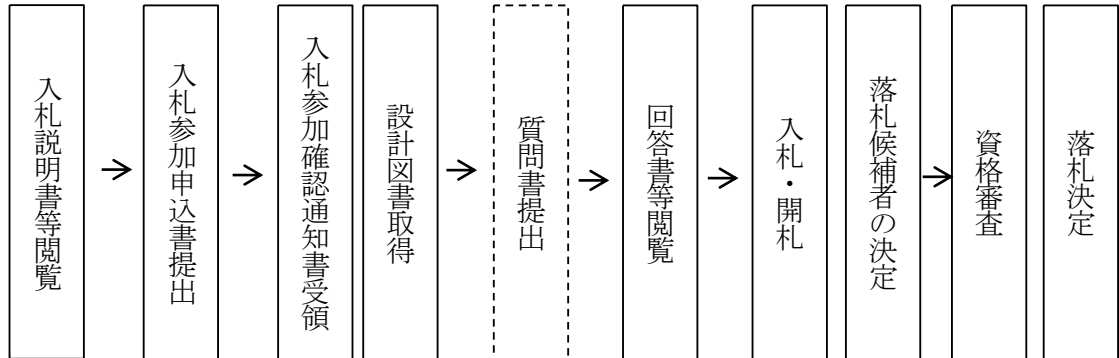 入札説明書等閲覧
入札参加申込書提出
入札参加確認通知書受領
設計図書取得
質問書提出
回答書等閲覧
入札・開札
落札候補者の決定
資格審査
落札決定